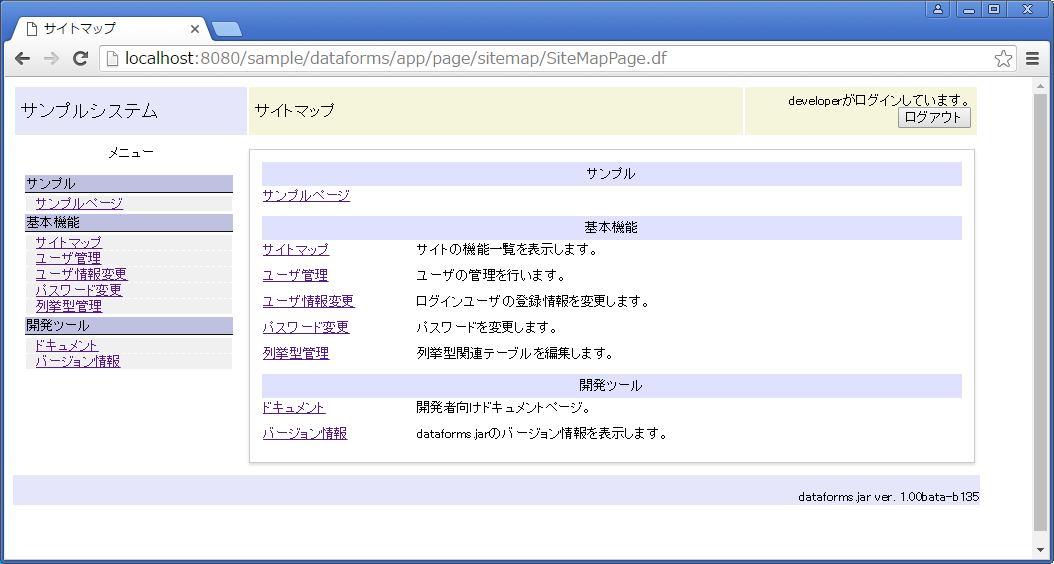 サイトマップ
localhost:8080/sample/dataforms/app/page/sitemap/SiteMapPage.df
サンプルシステム
サイトマップ
developerがログインしています。
ログアウト
メニュー
サンプル
サンプルページ
基本機能
サイトマップ
ユーザ管理
ユーザ情報変更
パスワード変更
列挙型管理
開発ツール
ドキュメント
バージョン情報
サンプル
サンプルページ
基本機能
サイトマップ サイトの機能一覧を表示します。
ユーザ管理 ユーザの管理を行います。
ユーザ情報変更 ログインユーザの登録情報を変更します。
パスワード変更 パスワードを変更します。
列挙型管理 列挙型関連テーブルを編集します。
開発ツール
ドキュメント 開発者向けドキュメントページ。
バージョン情報 dataforms.jarのバージョン情報を表示します。
dataforms.jar ver. 1.00bata-b135